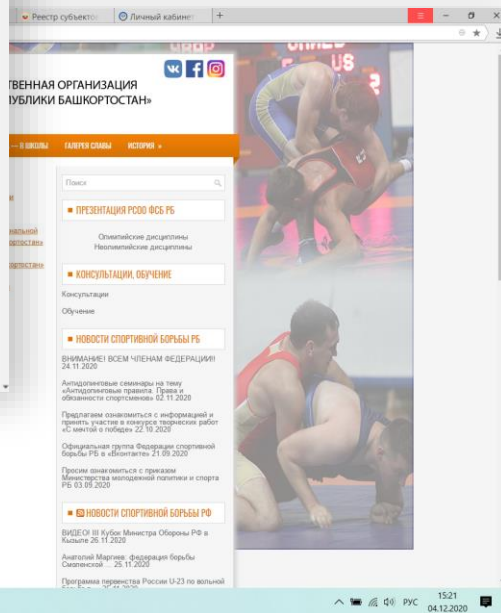 Реестр субъектов
Личный кабинет
ТВЕННАЯ ОРГАНИЗАЦИЯ
ПУБЛИКИ БАШКОРТОСТАН»
— В ШКОЛЫ ГАЛЕРЕЯ СЛАВЫ ИСТОРИЯ »
Поиск
ПРЕЗЕНТАЦИЯ РСОО ФСБ РБ
Олимпийские дисциплины
Неолимпийские дисциплины
КОНСУЛЬТАЦИИ, ОБУЧЕНИЕ
Консультации
Обучение
НОВОСТИ СПОРТИВНОЙ БОРЬБЫ РБ
ВНИМАНИЕ! ВСЕМ ЧЛЕНАМ ФЕДЕРАЦИИ!!
24.11.2020
Антидопинговые семинары на тему
«Антидопинговые правила. Права и
обязанности спортсменов» 02.11.2020
Предлагаем ознакомиться с информацией и
принять участие в конкурсе творческих работ
«С мечтой о победе» 22.10.2020
Официальная группа Федерации спортивной
борьбы РБ в «Вконтакте» 21.09.2020
Просим ознакомиться с приказом
Министерства молодежной политики и спорта
РБ 03.09.2020
НОВОСТИ СПОРТИВНОЙ БОРЬБЫ РФ
ВИДЕО! III Кубок Министра Обороны РФ в
Кызыле 26.11.2020
Анатолий Маргиев: федерация борьбы
Смоленской ... 25.11.2020
Программа первенства России U-23 по вольной
РУС
15:21
04.12.2020